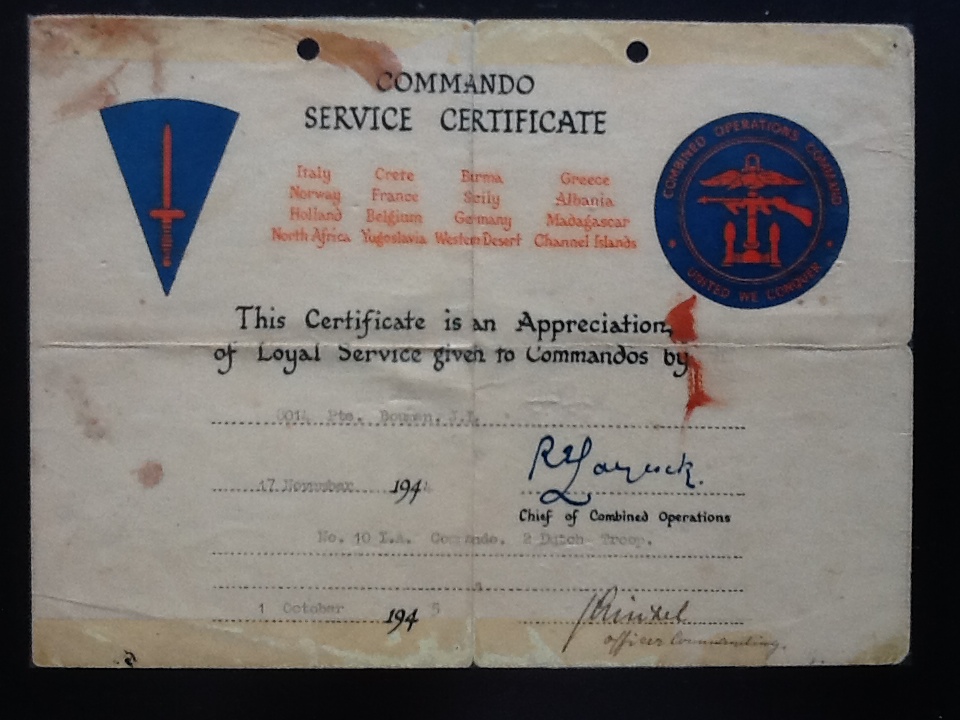 COMMANDO
SERVICE CERTIFICATE
Italy Crete Burma Greece
Norway France Sicily Albania
Holland Belgium Germany Madagascar
North Africa Yugoslavia Western Desert Channel Islands
COMBINED OPERATIONS COMMAND
UNITED WE CONQUER
This Certificate is an Appreciation
of Loyal Service given to Commandos by
Pte. J.L.
17 November 194
Chief of Combined Operations
No. 10 I.A. Commando. 2 Dutch Troop.
1 October 194 5
Officer Commanding.